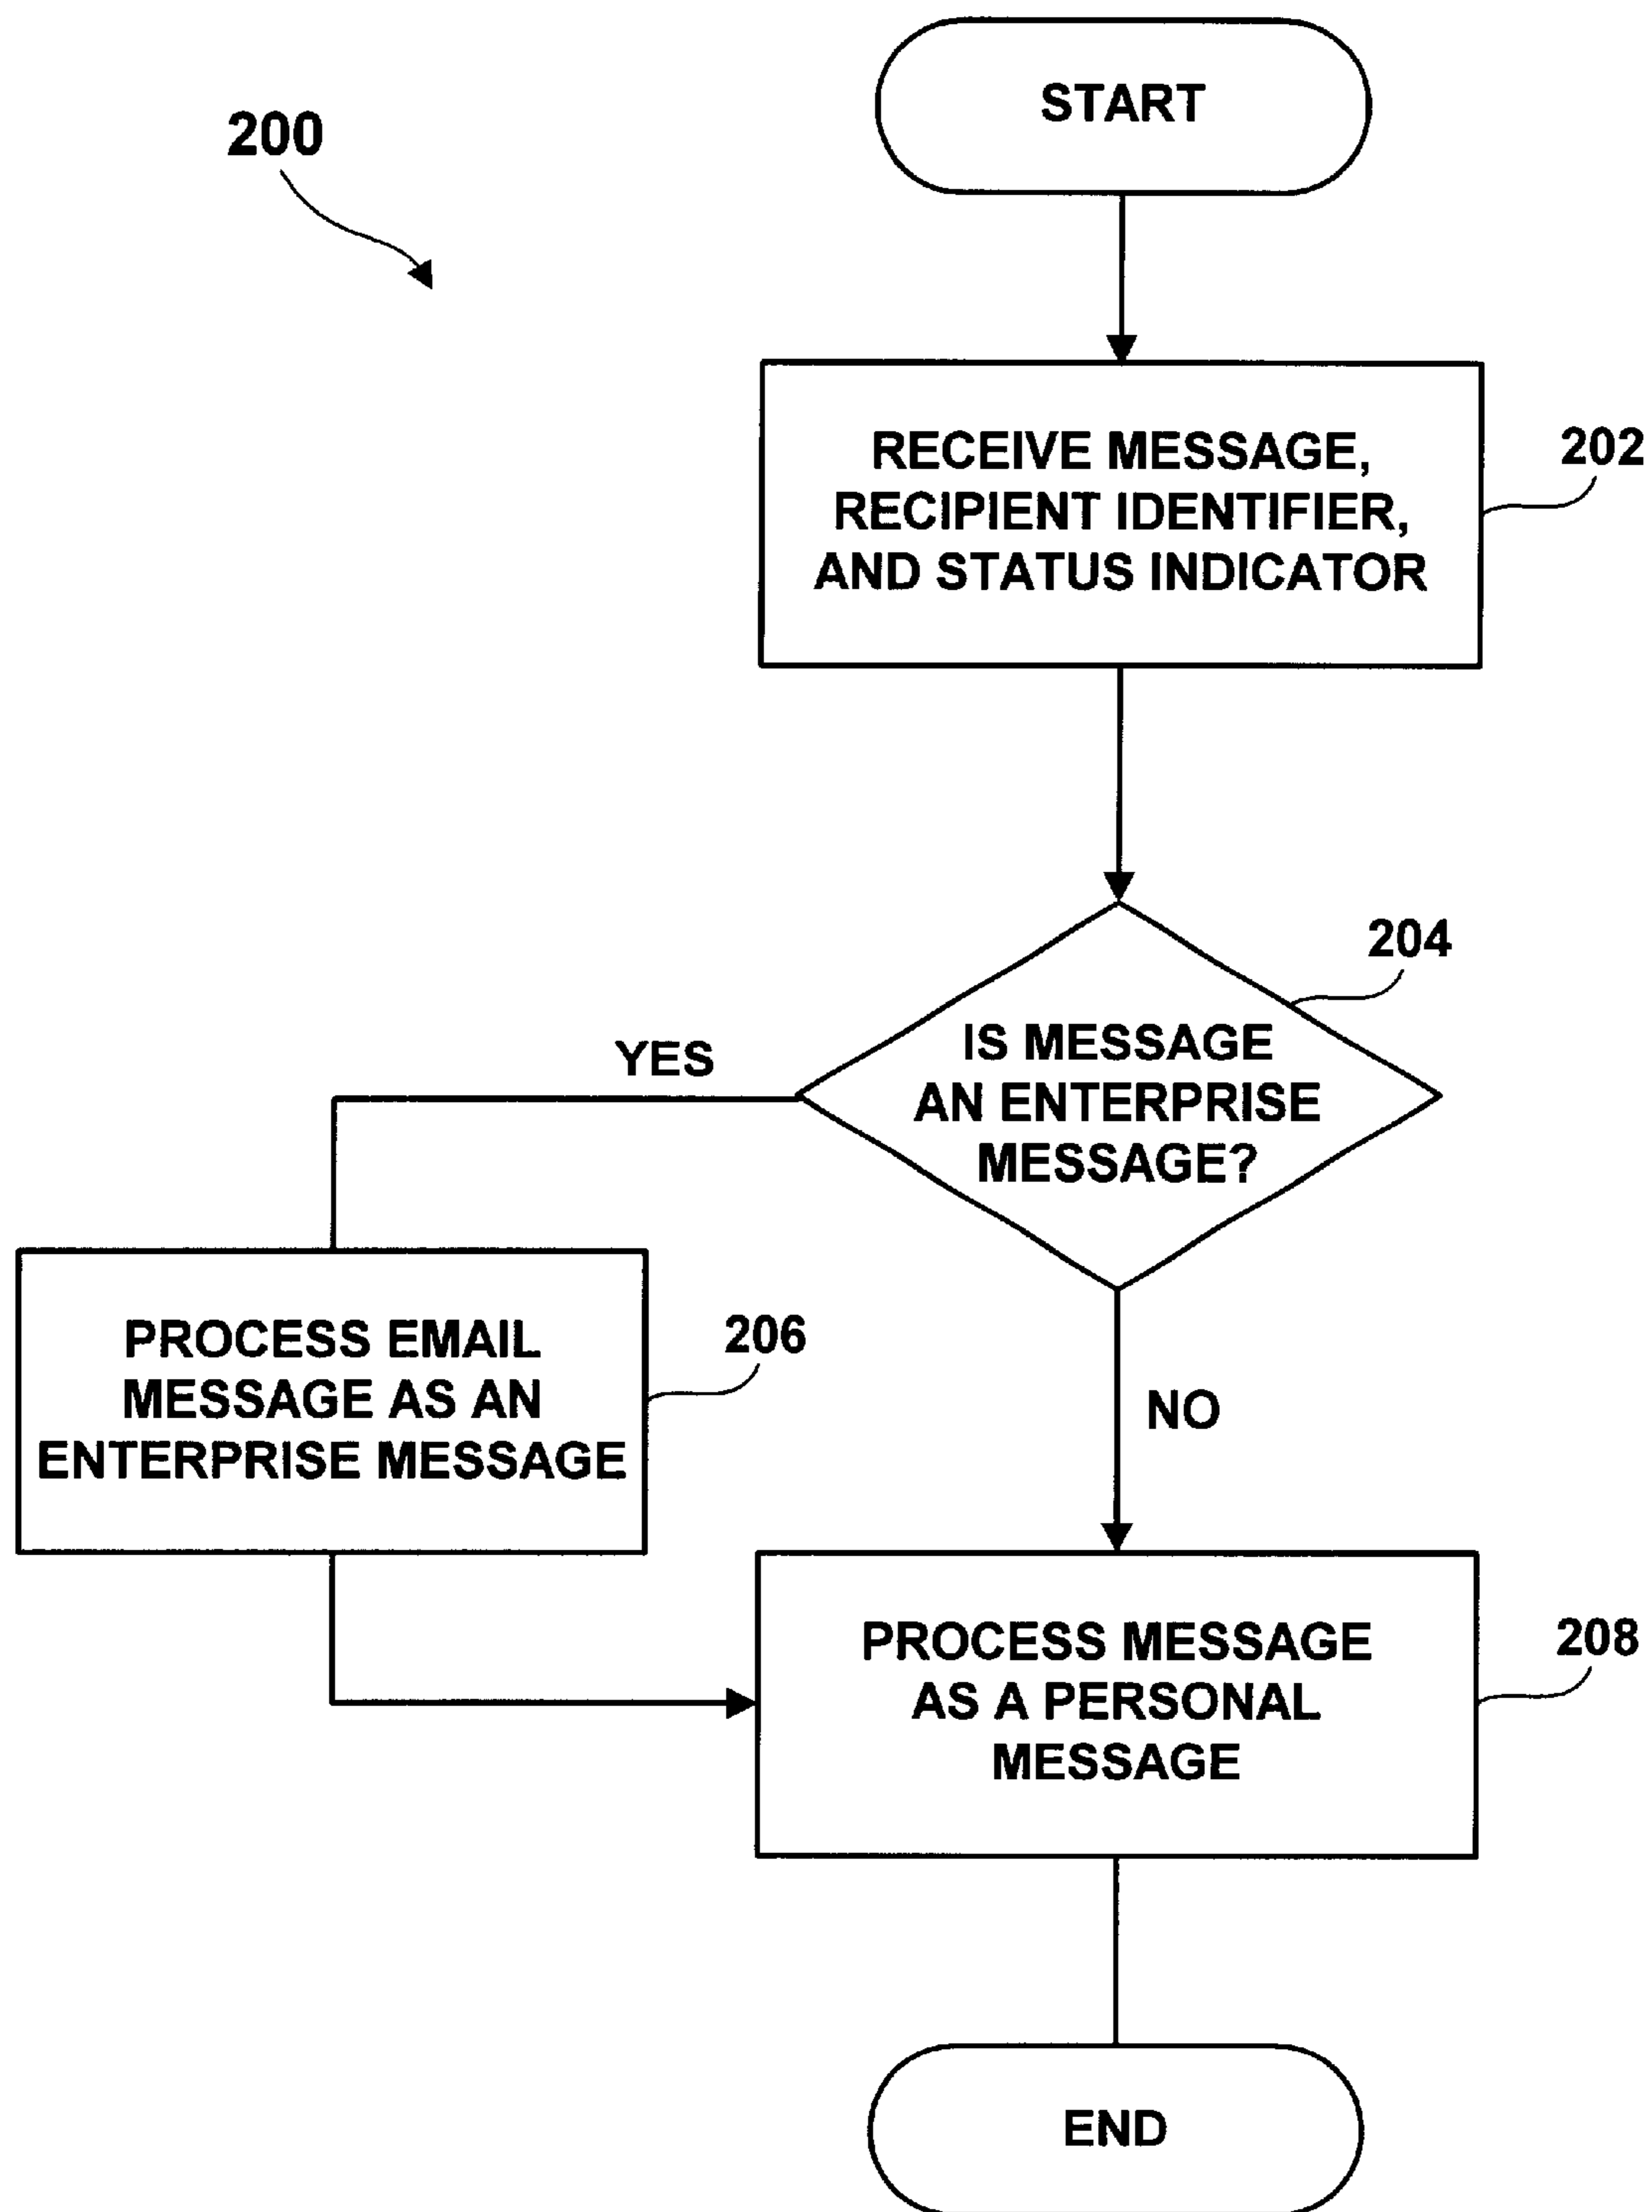 START
200
RECEIVE MESSAGE,
RECIPIENT IDENTIFIER,
AND STATUS INDICATOR
202
204
IS MESSAGE
AN ENTERPRISE
MESSAGE?
YES
PROCESS EMAIL
MESSAGE AS AN
ENTERPRISE MESSAGE
206
NO
PROCESS MESSAGE
AS A PERSONAL
MESSAGE
208
END